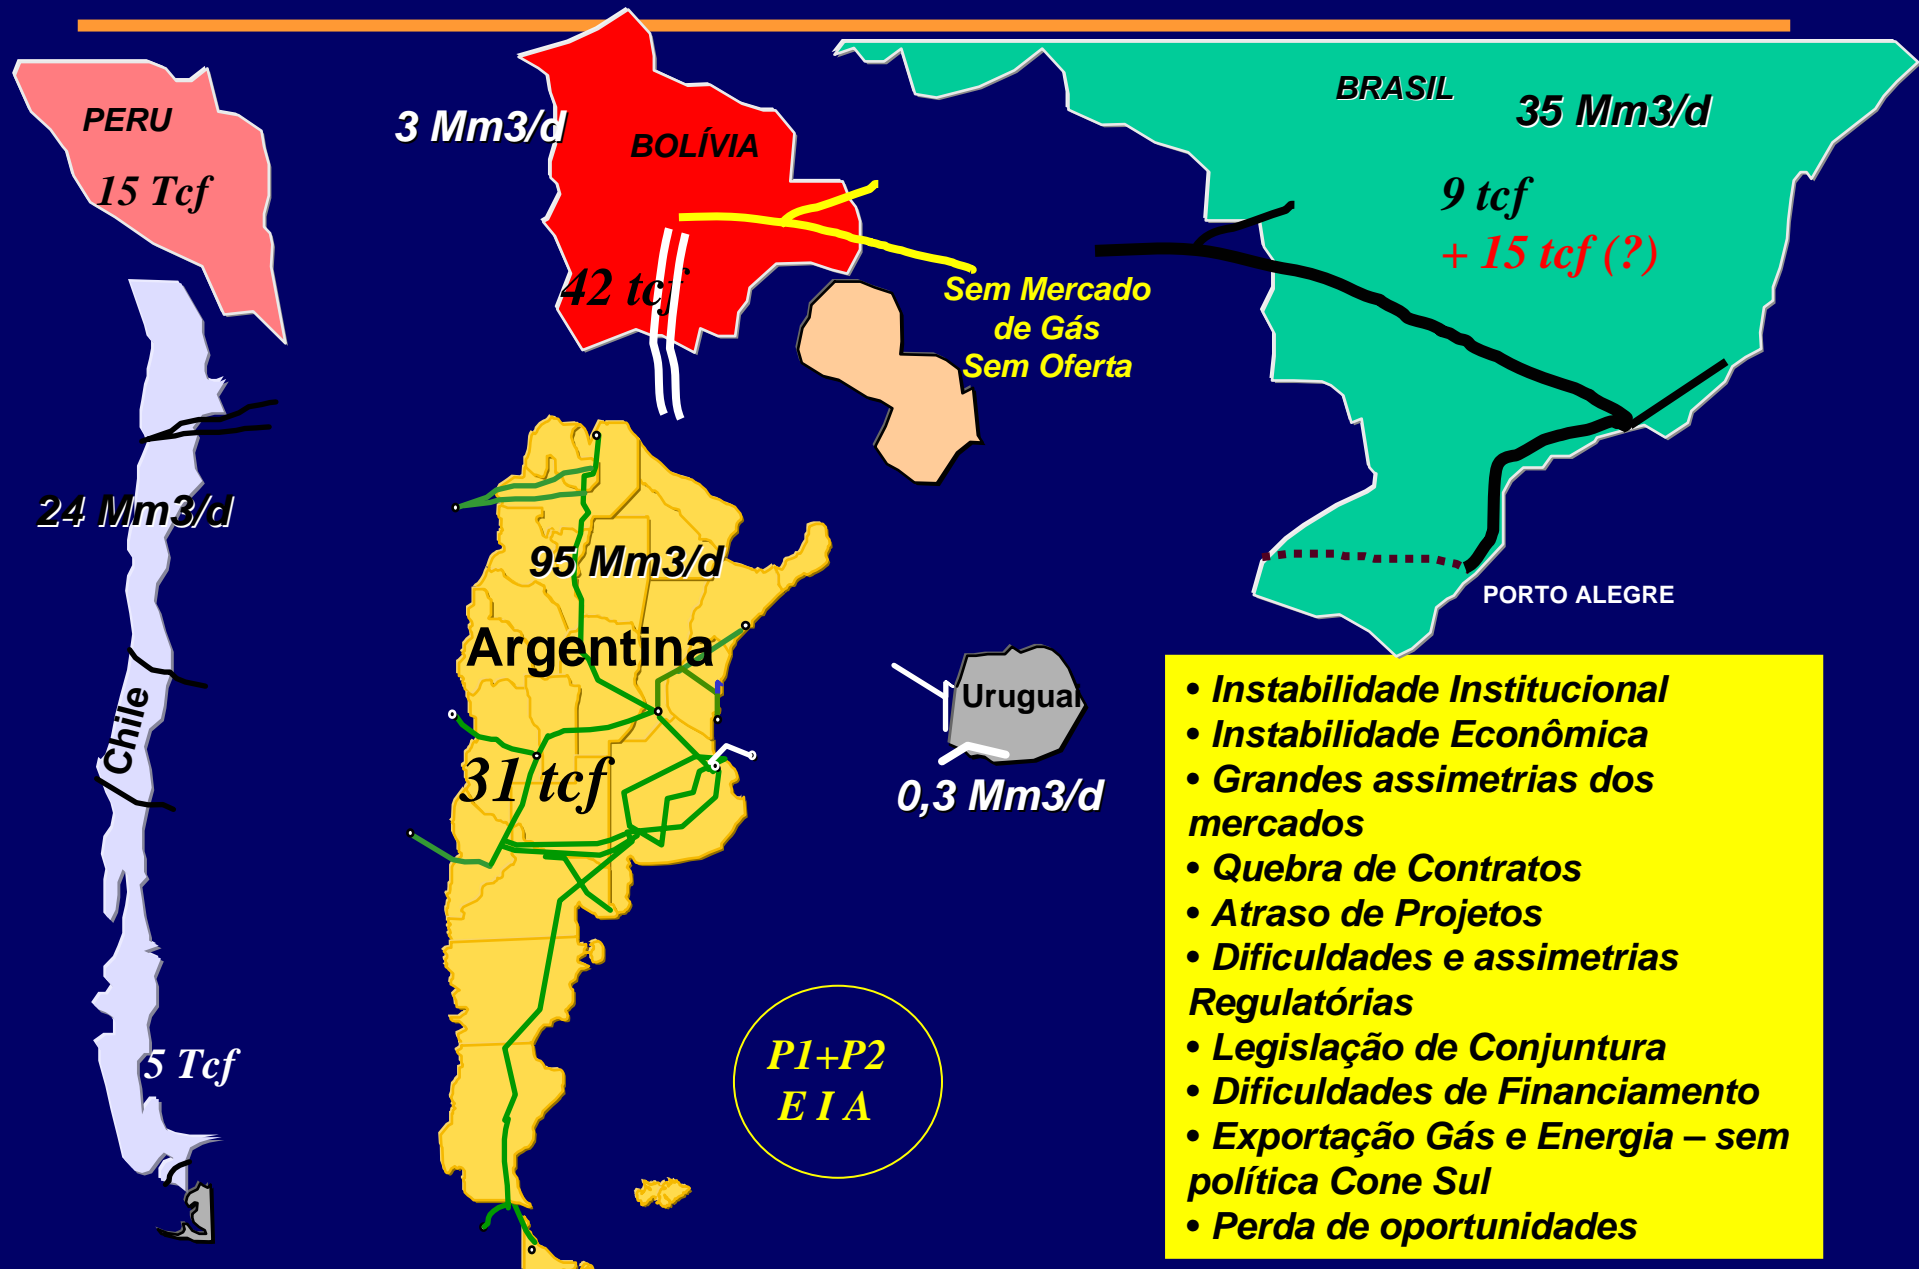 PERU
15 Tcf
3 Mm3/d
BOLÍVIA
42 tcf
BRASIL
35 Mm3/d
9 tcf
+ 15 tcf (?)
Sem Mercado
de Gás
Sem Oferta
24 Mm3/d
Chile
5 Tcf
95 Mm3/d
Argentina
31 tcf
Uruguai
0,3 Mm3/d
PORTO ALEGRE
P1+P2
E I A
• Instabilidade Institucional
• Instabilidade Econômica
• Grandes assimetrias dos
mercados
• Quebra de Contratos
• Atraso de Projetos
• Dificuldades e assimetrias
Regulatórias
• Legislação de Conjuntura
• Dificuldades de Financiamento
• Exportação Gás e Energia – sem
política Cone Sul
• Perda de oportunidades